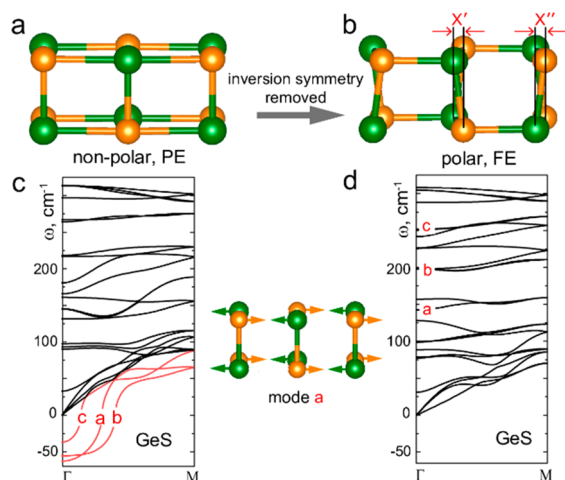 a
b
X′
X″
inversion symmetry
removed
non-polar, PE
polar, FE
c
d
ω, cm⁻¹
200
100
0
-50
c
a
b
GeS
Γ
M
mode a
ω, cm⁻¹
200
100
0
-50
c
b
a
GeS
Γ
M